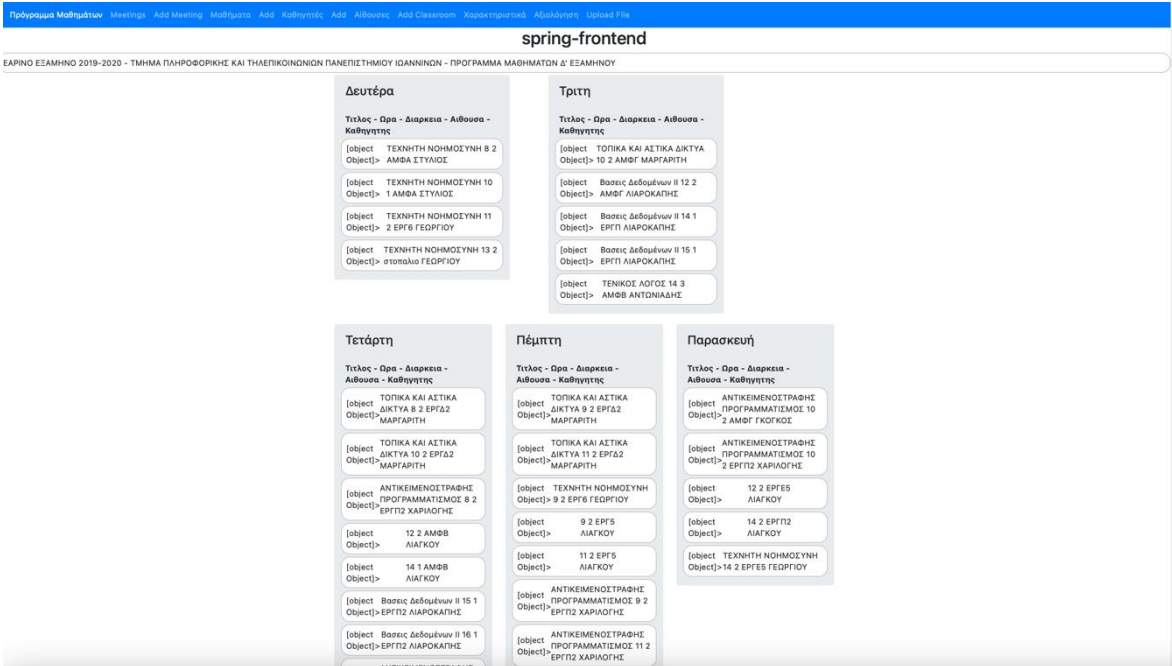 Πρόγραμμα Μαθημάτων Meetings Add Meeting Μαθήματα Add Καθηγητές Add Αίθουσες Add Classroom Χαρακτηριστικά Αξιολόγηση Upload File
spring-frontend
ΕΑΡΙΝΟ ΕΞΑΜΗΝΟ 2019-2020 - ΤΜΗΜΑ ΠΛΗΡΟΦΟΡΙΚΗΣ ΚΑΙ ΤΗΛΕΠΙΚΟΙΝΩΝΙΩΝ ΠΑΝΕΠΙΣΤΗΜΙΟΥ ΙΩΑΝΝΙΝΩΝ - ΠΡΟΓΡΑΜΜΑ ΜΑΘΗΜΑΤΩΝ Δ' ΕΞΑΜΗΝΟΥ
Δευτέρα
Τιτλος - Ωρα - Διαρκεια - Αιθουσα -
Καθηγητης
[object ΤΕΧΝΗΤΗ ΝΟΗΜΟΣΥΝΗ 8 2
Object]> ΑΜΦΑ ΣΤΥΛΙΟΣ
[object ΤΕΧΝΗΤΗ ΝΟΗΜΟΣΥΝΗ 10
Object]> 1 ΑΜΦΑ ΣΤΥΛΙΟΣ
[object ΤΕΧΝΗΤΗ ΝΟΗΜΟΣΥΝΗ 11
Object]> 2 ΕΡΓ6 ΓΕΩΡΓΙΟΥ
[object ΤΕΧΝΗΤΗ ΝΟΗΜΟΣΥΝΗ 13 2
Object]> στοπαλιο ΓΕΩΡΓΙΟΥ
Τριτη
Τιτλος - Ωρα - Διαρκεια - Αιθουσα -
Καθηγητης
[object ΤΟΠΙΚΑ ΚΑΙ ΑΣΤΙΚΑ ΔΙΚΤΥΑ
Object]> 10 2 ΑΜΦΓ ΜΑΡΓΑΡΙΤΗ
[object Βασεις Δεδομένων ΙΙ 12 2
Object]> ΑΜΦΓ ΛΙΑΡΟΚΑΠΗΣ
[object Βασεις Δεδομένων ΙΙ 14 1
Object]> ΕΡΓΠ ΛΙΑΡΟΚΑΠΗΣ
[object Βασεις Δεδομένων ΙΙ 15 1
Object]> ΕΡΓΠ ΛΙΑΡΟΚΑΠΗΣ
[object ΤΕΝΙΚΟΣ ΛΟΓΟΣ 14 3
Object]> ΑΜΦΒ ΑΝΤΩΝΙΑΔΗΣ
Τετάρτη
Τιτλος - Ωρα - Διαρκεια -
Αιθουσα - Καθηγητης
[object Object]> ΤΟΠΙΚΑ ΚΑΙ ΑΣΤΙΚΑ
ΔΙΚΤΥΑ 8 2 ΕΡΓΔ2
ΜΑΡΓΑΡΙΤΗ
[object Object]> ΤΟΠΙΚΑ ΚΑΙ ΑΣΤΙΚΑ
ΔΙΚΤΥΑ 10 2 ΕΡΓΔ2
ΜΑΡΓΑΡΙΤΗ
[object Object]> ΑΝΤΙΚΕΙΜΕΝΟΣΤΡΑΦΗΣ
ΠΡΟΓΡΑΜΜΑΤΙΣΜΟΣ 8 2
ΕΡΓΠ2 ΧΑΡΙΛΟΓΗΣ
[object 12 2 ΑΜΦΒ
Object]> ΛΙΑΓΚΟΥ
[object 14 1 ΑΜΦΒ
Object]> ΛΙΑΓΚΟΥ
[object Βασεις Δεδομένων ΙΙ 15 1
Object]> ΕΡΓΠ2 ΛΙΑΡΟΚΑΠΗΣ
[object Βασεις Δεδομένων ΙΙ 16 1
Object]> ΕΡΓΠ2 ΛΙΑΡΟΚΑΠΗΣ
Πέμπτη
Τιτλος - Ωρα - Διαρκεια -
Αιθουσα - Καθηγητης
[object Object]> ΤΟΠΙΚΑ ΚΑΙ ΑΣΤΙΚΑ
ΔΙΚΤΥΑ 9 2 ΕΡΓΔ2
ΜΑΡΓΑΡΙΤΗ
[object Object]> ΤΟΠΙΚΑ ΚΑΙ ΑΣΤΙΚΑ
ΔΙΚΤΥΑ 11 2 ΕΡΓΔ2
ΜΑΡΓΑΡΙΤΗ
[object ΤΕΧΝΗΤΗ ΝΟΗΜΟΣΥΝΗ
Object]> 9 2 ΕΡΓ6 ΓΕΩΡΓΙΟΥ
[object 9 2 ΕΡΓ5
Object]> ΛΙΑΓΚΟΥ
[object 11 2 ΕΡΓ5
Object]> ΛΙΑΓΚΟΥ
[object Object]> ΑΝΤΙΚΕΙΜΕΝΟΣΤΡΑΦΗΣ
ΠΡΟΓΡΑΜΜΑΤΙΣΜΟΣ 9 2
ΕΡΓΠ2 ΧΑΡΙΛΟΓΗΣ
[object Object]> ΑΝΤΙΚΕΙΜΕΝΟΣΤΡΑΦΗΣ
ΠΡΟΓΡΑΜΜΑΤΙΣΜΟΣ 11 2
ΕΡΓΠ2 ΧΑΡΙΛΟΓΗΣ
Παρασκευή
Τιτλος - Ωρα - Διαρκεια -
Αιθουσα - Καθηγητης
[object Object]> ΑΝΤΙΚΕΙΜΕΝΟΣΤΡΑΦΗΣ
ΠΡΟΓΡΑΜΜΑΤΙΣΜΟΣ 10
2 ΑΜΦΓ ΓΚΟΓΚΟΣ
[object Object]> ΑΝΤΙΚΕΙΜΕΝΟΣΤΡΑΦΗΣ
ΠΡΟΓΡΑΜΜΑΤΙΣΜΟΣ 10
2 ΕΡΓΠ2 ΧΑΡΙΛΟΓΗΣ
[object 12 2 ΕΡΓΕ5
Object]> ΛΙΑΓΚΟΥ
[object 14 2 ΕΡΓΠ2
Object]> ΛΙΑΓΚΟΥ
[object ΤΕΧΝΗΤΗ ΝΟΗΜΟΣΥΝΗ
Object]> 14 2 ΕΡΓΕ5 ΓΕΩΡΓΙΟΥ